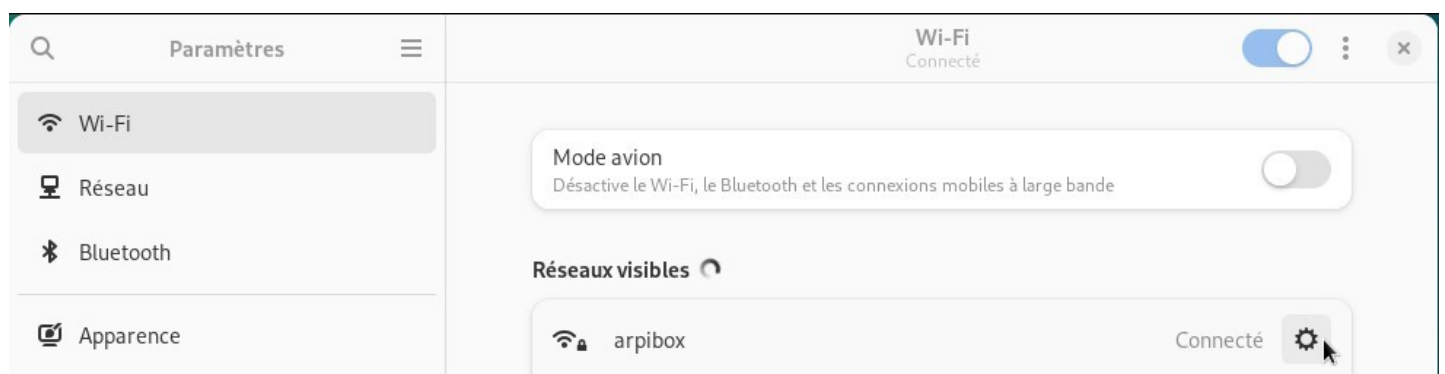 Paramètres
Wi-Fi
Connecté
Wi-Fi
Réseau
Bluetooth
Apparence
Mode avion
Désactive le Wi-Fi, le Bluetooth et les connexions mobiles à large bande
Réseaux visibles
arpibox
Connecté